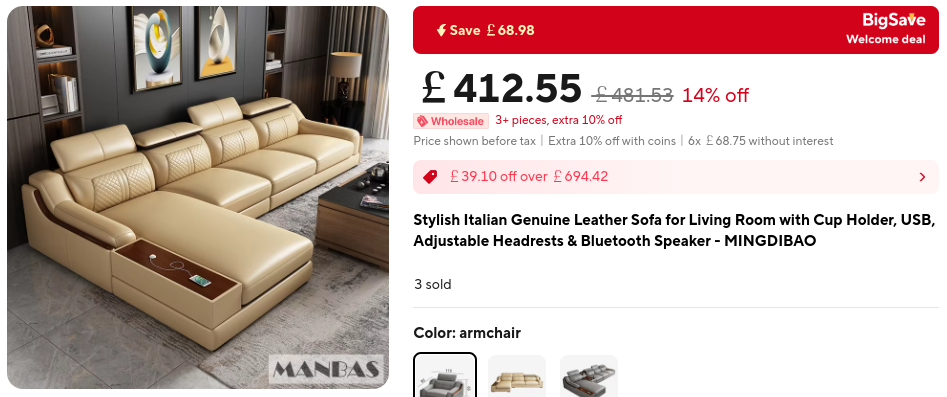 MANBAS
Save £68.98
BigSave
Welcome deal
£412.55 £481.53 14% off
Wholesale 3+ pieces, extra 10% off
Price shown before tax | Extra 10% off with coins | 6x £68.75 without interest
£39.10 off over £694.42
Stylish Italian Genuine Leather Sofa for Living Room with Cup Holder, USB,
Adjustable Headrests & Bluetooth Speaker - MINGDIBAO
3 sold
Color: armchair